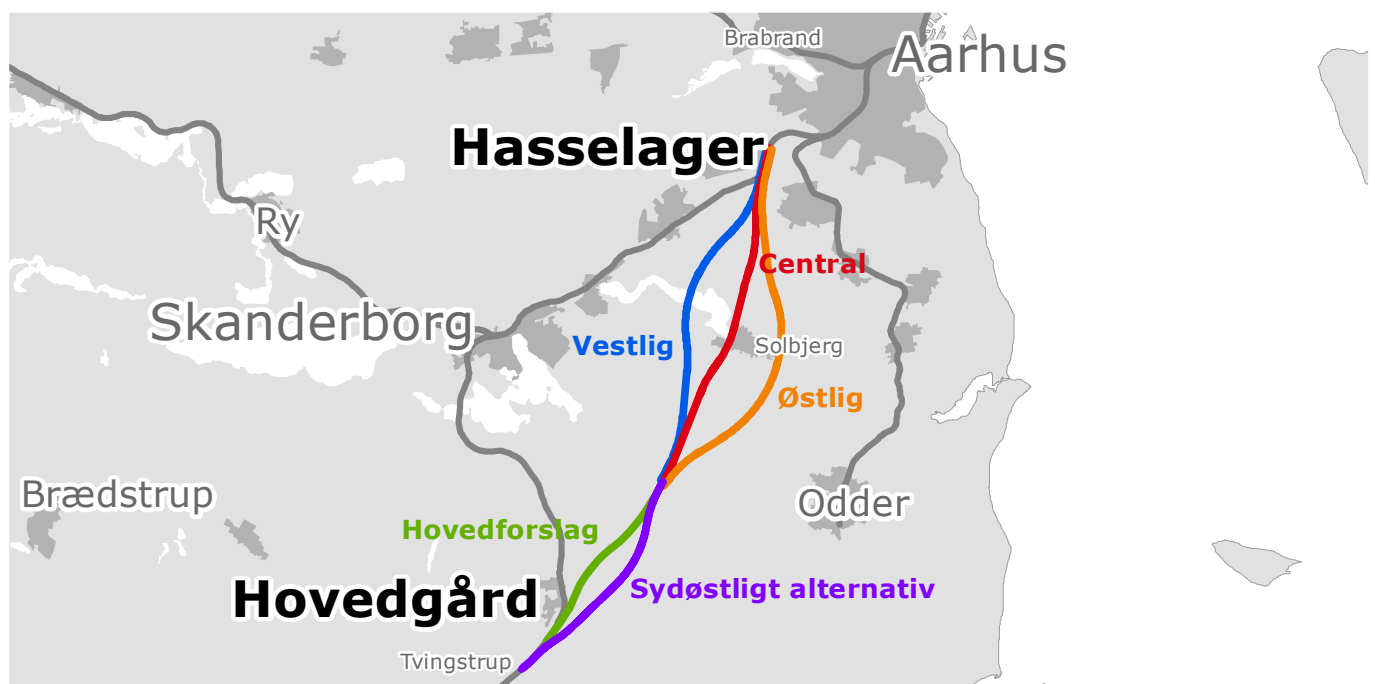 Brabrand
Aarhus
Hasselager
Ry
Central
Skanderborg
Vestlig
Solbjerg
Østlig
Brædstrup
Odder
Hovedforslag
Hovedgård
Sydøstligt alternativ
Tvingstrup